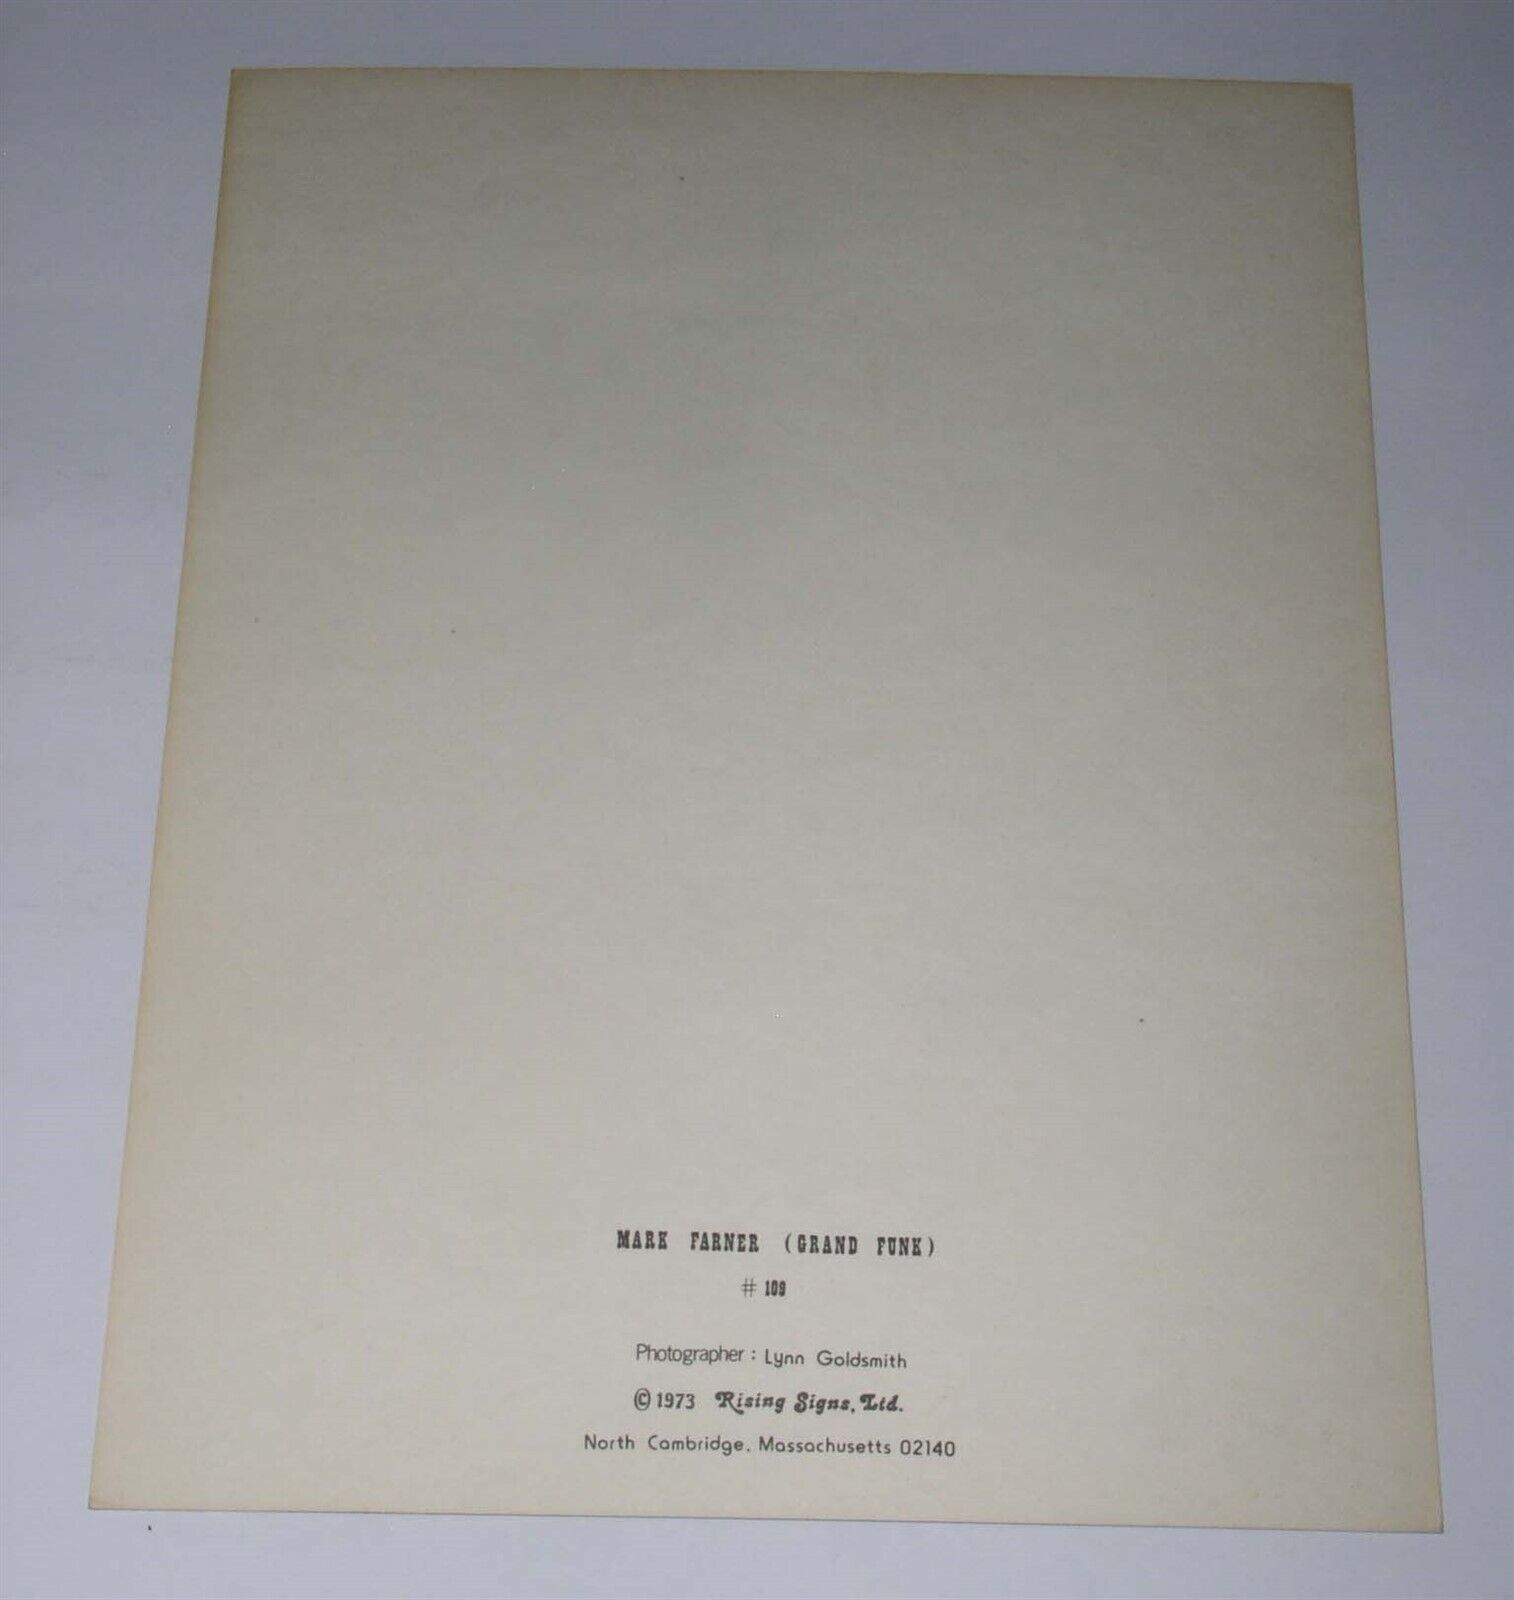 MARK FARNER (GRAND FUNK)
# 109
Photographer : Lynn Goldsmith
© 1973 Rising Signs, Ltd.
North Cambridge, Massachusetts 02140